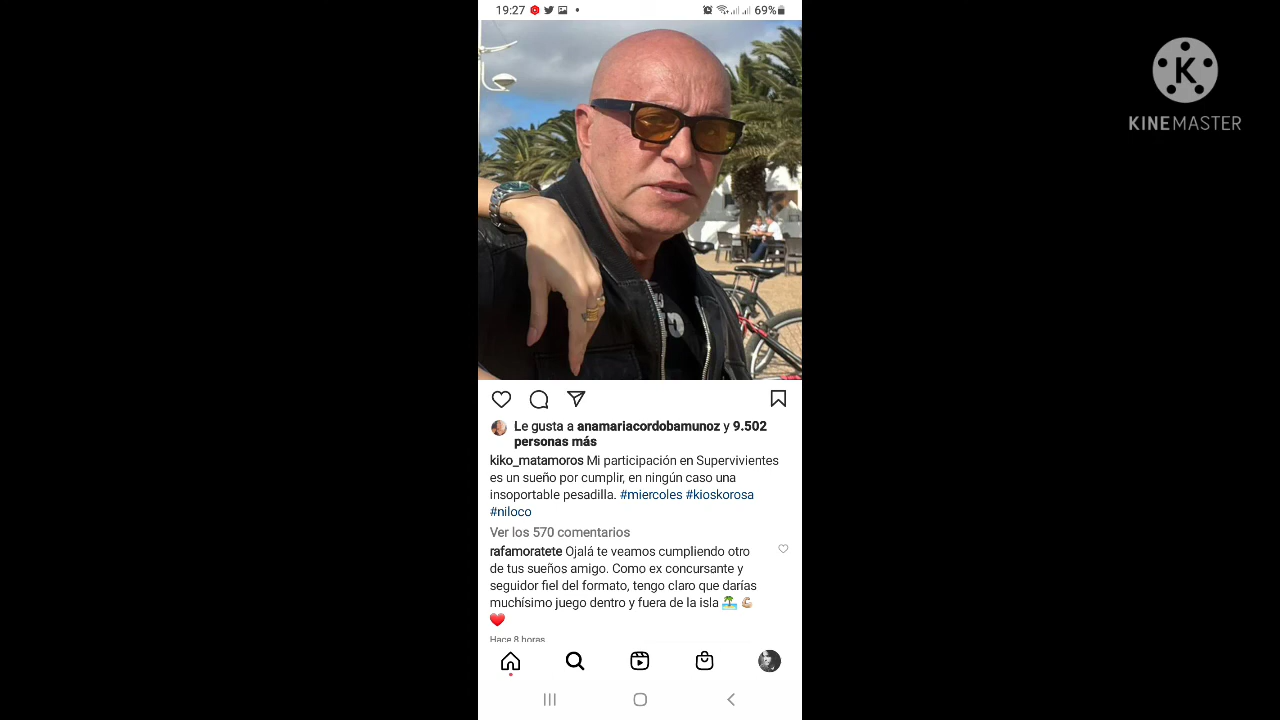 19:27
69%
KINEMASTER
Le gusta a anamariacordobamunoz y 9.502
personas más
kiko_matamoros Mi participación en Supervivientes
es un sueño por cumplir, en ningún caso una
insoportable pesadilla. #miercoles #kioskorosa
#niloco
Ver los 570 comentarios
rafamoratete Ojalá te veamos cumpliendo otro
de tus sueños amigo. Como ex concursante y
seguidor fiel del formato, tengo claro que darías
muchísimo juego dentro y fuera de la isla 🏝️ 💪🏼
❤️
Hace 8 horas